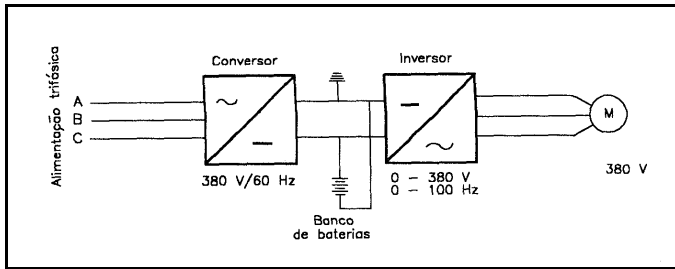 Alimentação trifásica
A
B
C
Conversor
380 V/60 Hz
Banco
de baterias
Inversor
0 – 380 V
0 – 100 Hz
M
380 V